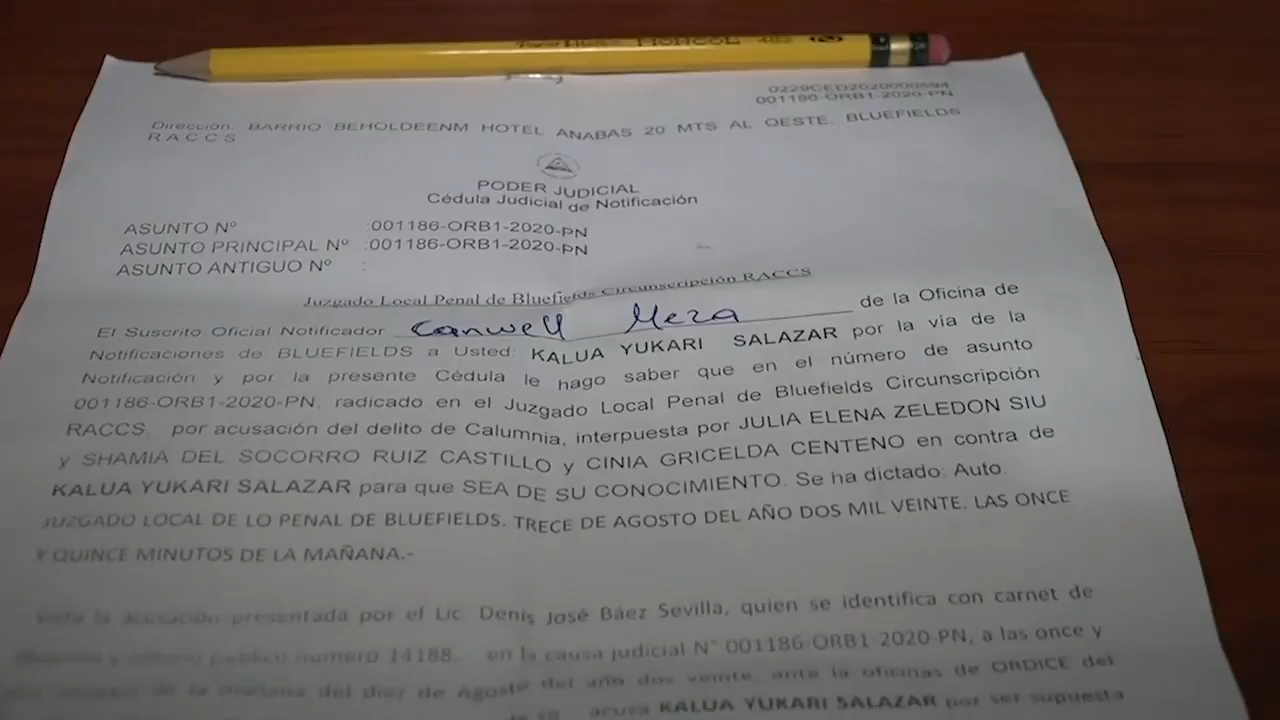 MONGOL 482
0229CED2020000594
001186-ORB1-2020-PN
Dirección: BARRIO BEHOLDEENM HOTEL ANABAS 20 MTS AL OESTE. BLUEFIELDS
RACCS
PODER JUDICIAL
Cédula Judicial de Notificación
ASUNTO Nº :001186-ORB1-2020-PN
ASUNTO PRINCIPAL Nº :001186-ORB1-2020-PN
ASUNTO ANTIGUO Nº :
Juzgado Local Penal de Bluefields Circunscripción RACCS
El Suscrito Oficial Notificador Canwell Meza de la Oficina de
Notificaciones de BLUEFIELDS a Usted: KALUA YUKARI SALAZAR por la vía de la
Notificación y por la presente Cédula le hago saber que en el número de asunto
001186-ORB1-2020-PN, radicado en el Juzgado Local Penal de Bluefields Circunscripción
RACCS. por acusación del delito de Calumnia, interpuesta por JULIA ELENA ZELEDON SIU
y SHAMIA DEL SOCORRO RUIZ CASTILLO y CINIA GRICELDA CENTENO en contra de
KALUA YUKARI SALAZAR para que SEA DE SU CONOCIMIENTO. Se ha dictado: Auto.
JUZGADO LOCAL DE LO PENAL DE BLUEFIELDS. TRECE DE AGOSTO DEL AÑO DOS MIL VEINTE. LAS ONCE
Y QUINCE MINUTOS DE LA MAÑANA.-
Vista la acusación presentada por el Lic. Denis José Báez Sevilla, quien se identifica con carnet de
y notario público número 14188. en la causa judicial N° 001186-ORB1-2020-PN, a las once y
de la mañana del diez de Agosto del año dos veinte, ante la oficinas de ORDICE del
se acusa KALUA YUKARI SALAZAR por ser supuesta